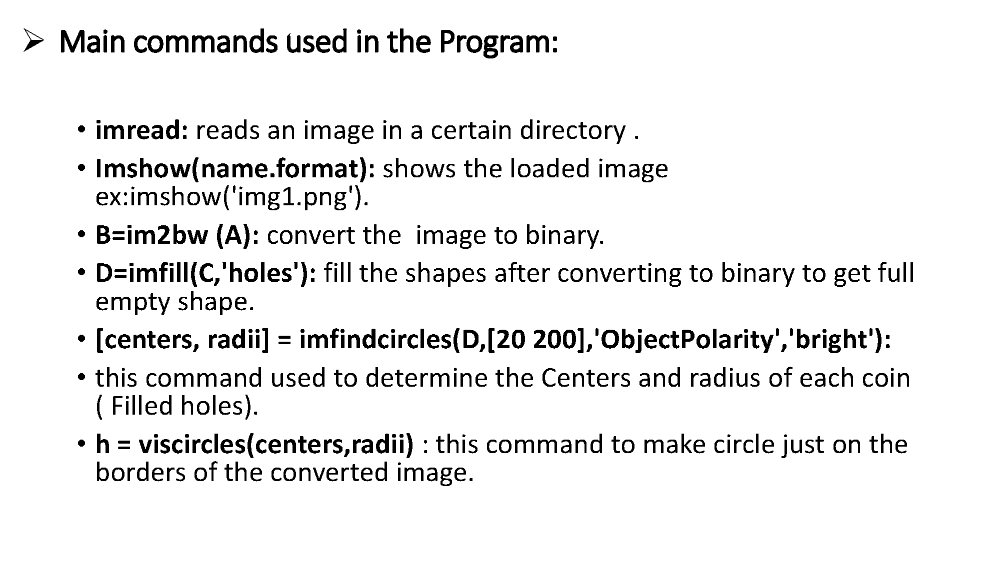 ➢ Main commands used in the Program:
• imread: reads an image in a certain directory .
• Imshow(name.format): shows the loaded image
ex:imshow('img1.png').
• B=im2bw (A): convert the image to binary.
• D=imfill(C,'holes'): fill the shapes after converting to binary to get full
empty shape.
• [centers, radii] = imfindcircles(D,[20 200],'ObjectPolarity','bright'):
• this command used to determine the Centers and radius of each coin
( Filled holes).
• h = viscircles(centers,radii) : this command to make circle just on the
borders of the converted image.